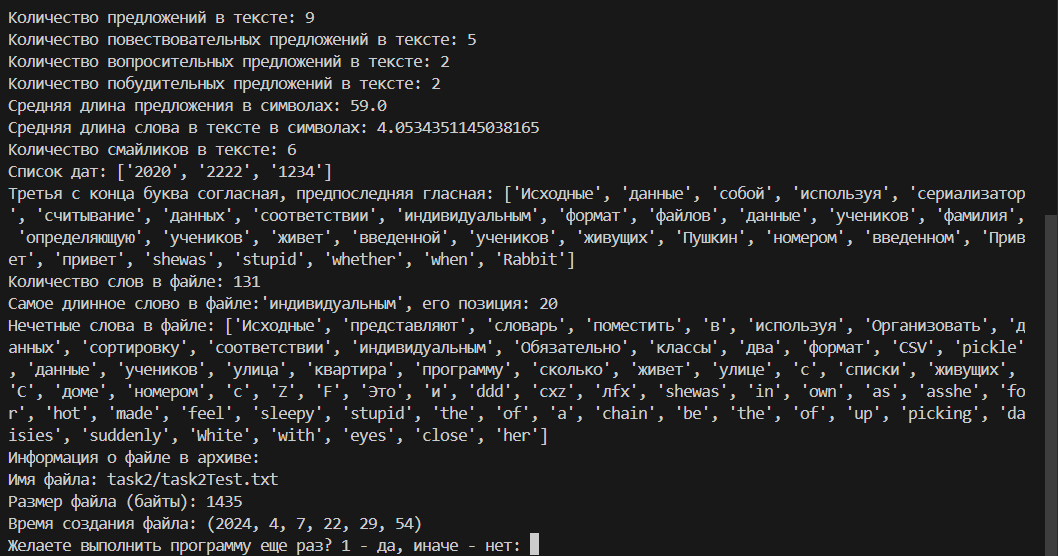 Количество предложений в тексте: 9
Количество повествовательных предложений в тексте: 5
Количество вопросительных предложений в тексте: 2
Количество побудительных предложений в тексте: 2
Средняя длина предложения в символах: 59.0
Средняя длина слова в тексте в символах: 4.0534351145038165
Количество смайликов в тексте: 6
Список дат: ['2020', '2222', '1234']
Третья с конца буква согласная, предпоследняя гласная: ['Исходные', 'данные', 'собой', 'используя', 'сериализатор
', 'считывание', 'данных', 'соответствии', 'индивидуальным', 'формат', 'файлов', 'данные', 'учеников', 'фамилия',
 'определяющую', 'учеников', 'живет', 'введенной', 'учеников', 'живущих', 'Пушкин', 'номером', 'введенном', 'Прив
ет', 'привет', 'shewas', 'stupid', 'whether', 'when', 'Rabbit']
Количество слов в файле: 131
Самое длинное слово в файле:'индивидуальным', его позиция: 20
Нечетные слова в файле: ['Исходные', 'представляют', 'словарь', 'поместить', 'в', 'используя', 'Организовать', 'д
анных', 'сортировку', 'соответствии', 'индивидуальным', 'Обязательно', 'классы', 'два', 'формат', 'CSV', 'pickle'
, 'данные', 'учеников', 'улица', 'квартира', 'программу', 'сколько', 'живет', 'улице', 'с', 'списки', 'живущих',
'С', 'доме', 'номером', 'с', 'Z', 'F', 'Это', 'и', 'ddd', 'cxz', 'лфх', 'shewas', 'in', 'own', 'as', 'asshe', 'fo
r', 'hot', 'made', 'feel', 'sleepy', 'stupid', 'the', 'of', 'a', 'chain', 'be', 'the', 'of', 'up', 'picking', 'da
isies', 'suddenly', 'White', 'with', 'eyes', 'close', 'her']
Информация о файле в архиве:
Имя файла: task2/task2Test.txt
Размер файла (байты): 1435
Время создания файла: (2024, 4, 7, 22, 29, 54)
Желаете выполнить программу еще раз? 1 - да, иначе - нет: